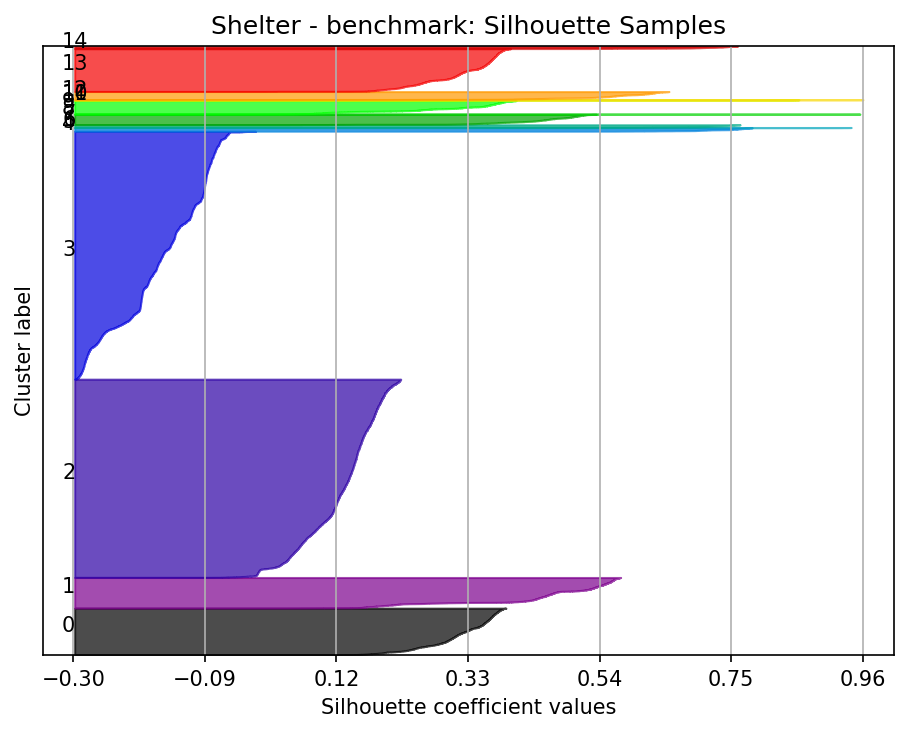 Shelter - benchmark: Silhouette Samples
14
13
3
2
1
0
Cluster label
−0.30 −0.09 0.12 0.33 0.54 0.75 0.96
Silhouette coefficient values